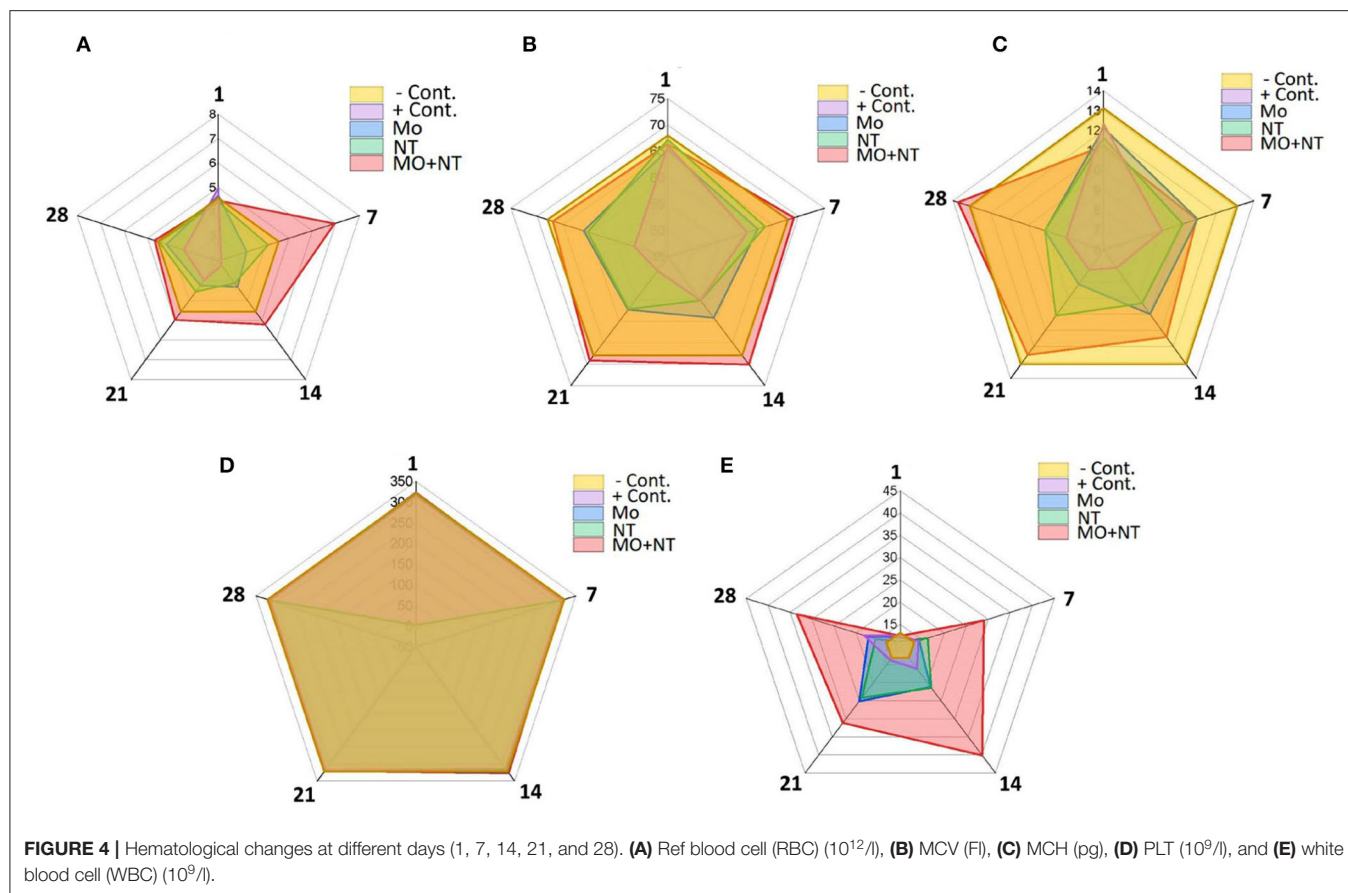 A
1
8
7
6
5
28
7
21
14
- Cont.
+ Cont.
Mo
NT
MO+NT
B
1
75
70
28
7
21
14
- Cont.
+ Cont.
Mo
NT
MO+NT
C
1
14
13
12
28
7
21
14
- Cont.
+ Cont.
Mo
NT
MO+NT
D
1
350
300
250
200
150
100
50
28
7
21
14
- Cont.
+ Cont.
Mo
NT
MO+NT
E
1
45
40
35
30
25
20
15
28
7
21
14
- Cont.
+ Cont.
Mo
NT
MO+NT
FIGURE 4 | Hematological changes at different days (1, 7, 14, 21, and 28). (A) Ref blood cell (RBC) (10¹²/l), (B) MCV (Fl), (C) MCH (pg), (D) PLT (10⁹/l), and (E) white
blood cell (WBC) (10⁹/l).